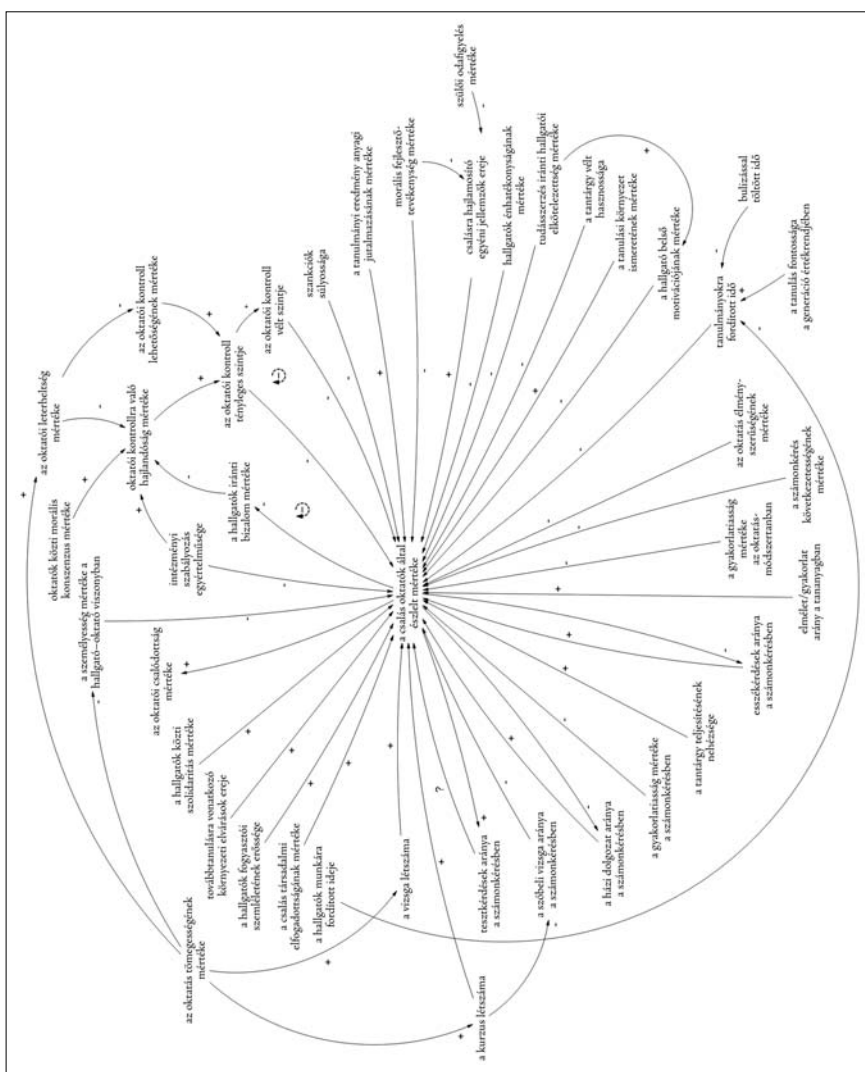 az oktatás tömegességének
mértéke
a kurzus létszáma
a vizsga létszáma
a hallgatók munkára
fordított ideje
a csalás társadalmi
elfogadottságának mértéke
a hallgatók fogyasztói
szemléletének erőssége
továbbtanulásra vonatkozó
környezeti elvárások ereje
a hallgatók közti
szolidaritás mértéke
az oktatói csalódottság
mértéke
a személyesség mértéke a
hallgató–oktató viszonyban
oktatók közti morális
konszenzus mértéke
az oktatói leterheltség
mértéke
intézményi
szabályozás
egyértelműsége
a hallgatók iránti
bizalom mértéke
oktatói kontrollra való
hajlandóság mértéke
az oktatói kontroll
lehetőségének mértéke
az oktatói kontroll
tényleges szintje
az oktatói kontroll
vélt szintje
szankciók
súlyossága
a tanulmányi eredmény anyagi
jutalmazásának mértéke
morális fejlesztő-
tevékenység mértéke
szülői odafigyelés
mértéke
csalásra hajlamosító
egyéni jellemzők ereje
hallgatók énhatékonyságának
mértéke
tudásszerzés iránti hallgatói
elkötelezettség mértéke
a tantárgy vélt
hasznossága
a tanulási környezet
ismeretének mértéke
a hallgató belső
motivációjának mértéke
tanulmányokra
fordított idő
bulizással
töltött idő
a tanulás fontossága
a generáció értékrendjében
a csalás oktatók által
észlelt mértéke
az oktatás élmény-
szerűségének
mértéke
a számonkérés
következetességének
mértéke
a gyakorlatiasság
mértéke
az oktatás-
módszertanban
elmélet/gyakorlat
arány a tananyagban
esszékérdések aránya
a számonkérésben
a tantárgy teljesítésének
nehézsége
a gyakorlatiasság mértéke
a számonkérésben
a házi dolgozat aránya
a számonkérésben
a szóbeli vizsga aránya
a számonkérésben
tesztkérdések aránya
a számonkérésben
?